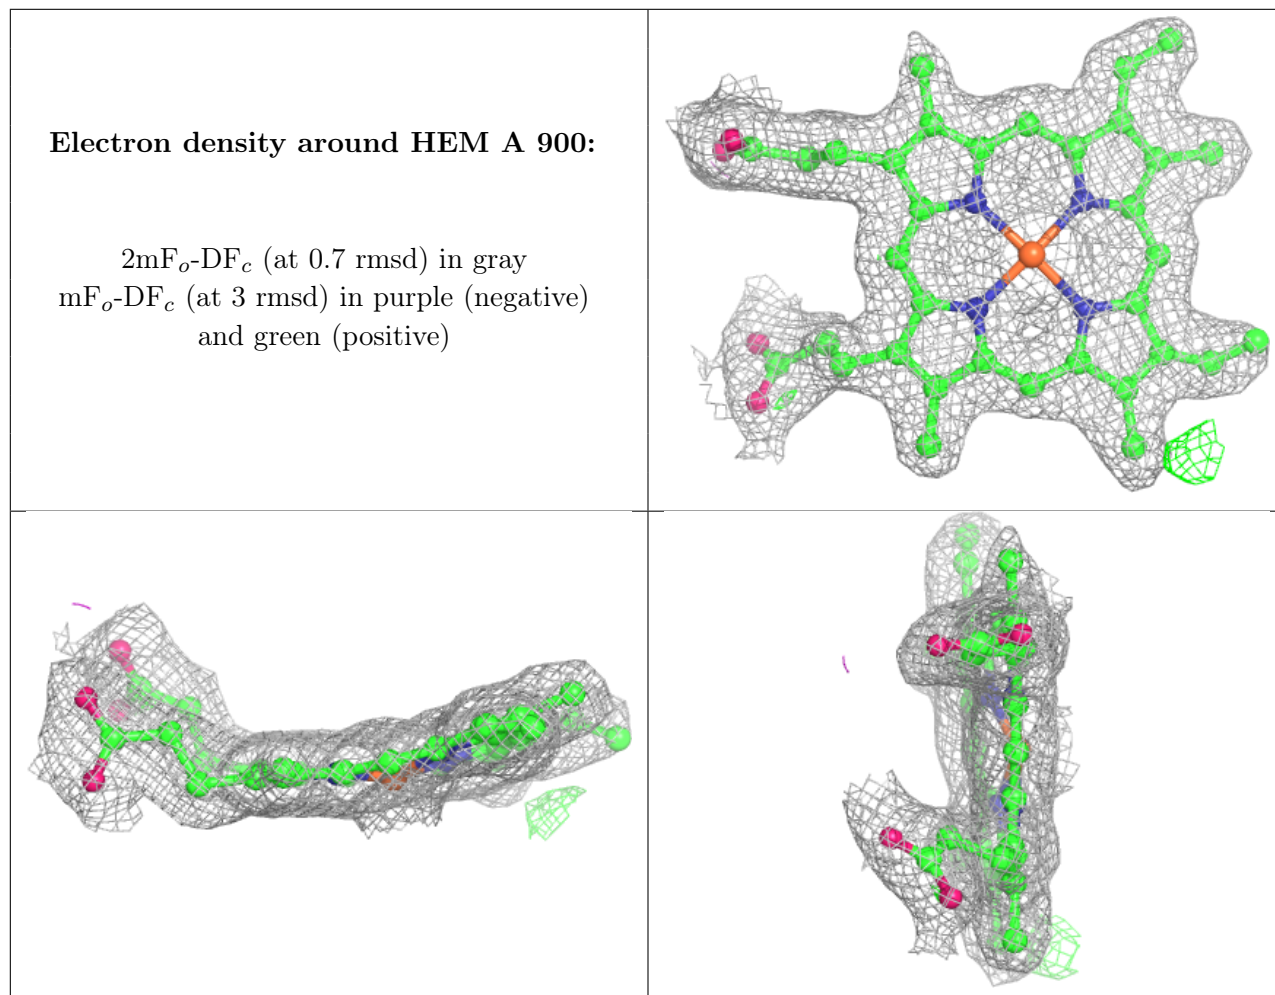 Electron density around HEM A 900:
2mFo-DFc (at 0.7 rmsd) in gray
mFo-DFc (at 3 rmsd) in purple (negative)
and green (positive)